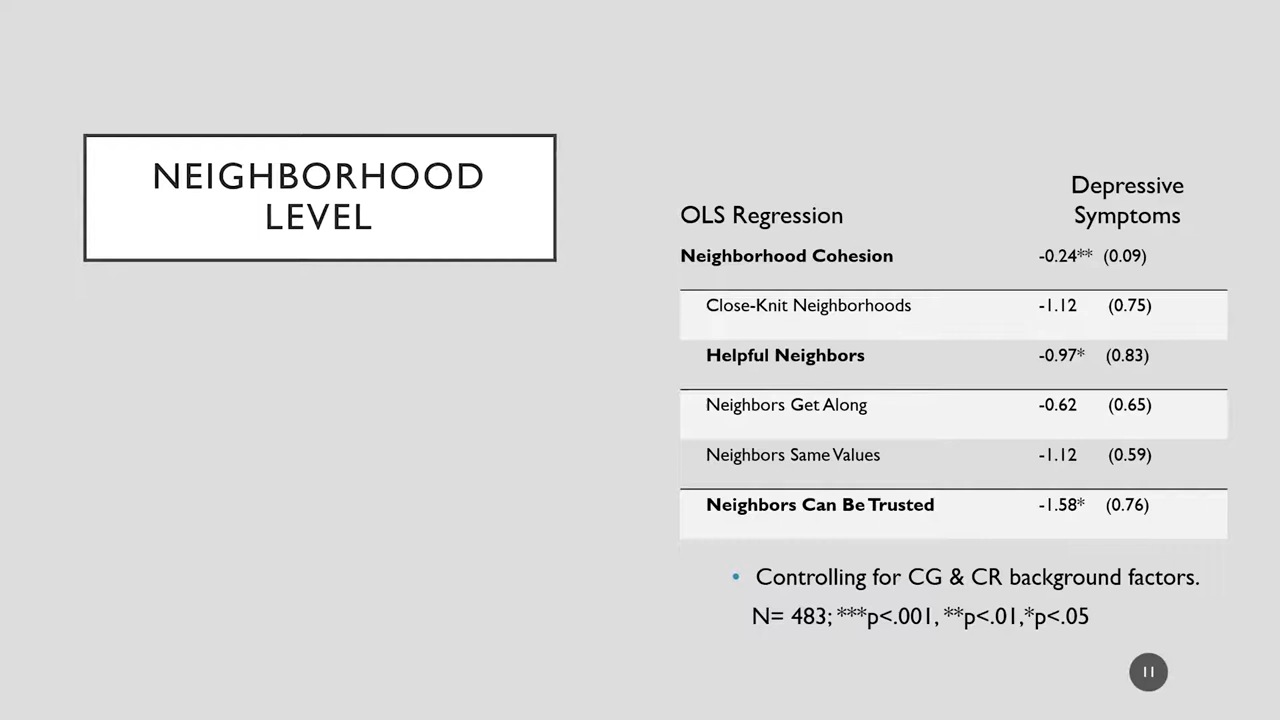 NEIGHBORHOOD
LEVEL
OLS Regression Depressive
Symptoms
Neighborhood Cohesion -0.24** (0.09)
Close-Knit Neighborhoods -1.12 (0.75)
Helpful Neighbors -0.97* (0.83)
Neighbors Get Along -0.62 (0.65)
Neighbors Same Values -1.12 (0.59)
Neighbors Can Be Trusted -1.58* (0.76)
• Controlling for CG & CR background factors.
N= 483; ***p<.001, **p<.01,*p<.05
11